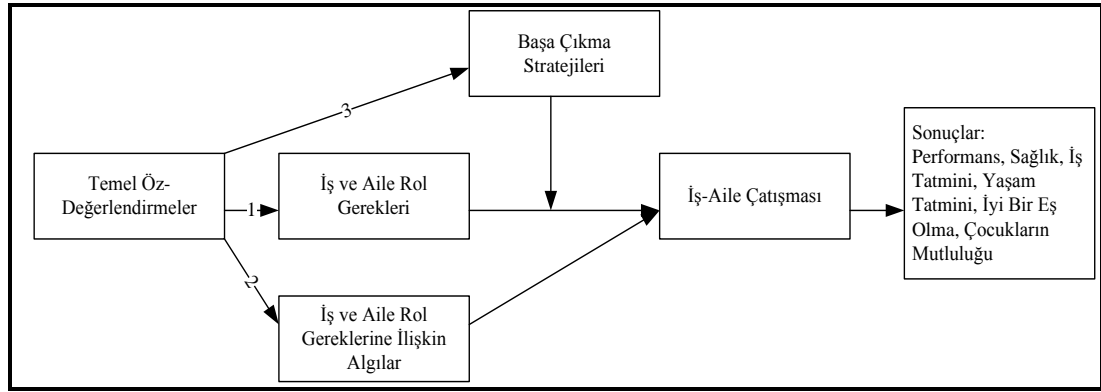 Başa Çıkma
Stratejileri
3
Temel Öz-
Değerlendirmeler
1
İş ve Aile Rol
Gerekleri
İş-Aile Çatışması
Sonuçlar:
Performans, Sağlık, İş
Tatmini, Yaşam
Tatmini, İyi Bir Eş
Olma, Çocukların
Mutluluğu
2
İş ve Aile Rol
Gereklerine İlişkin
Algılar